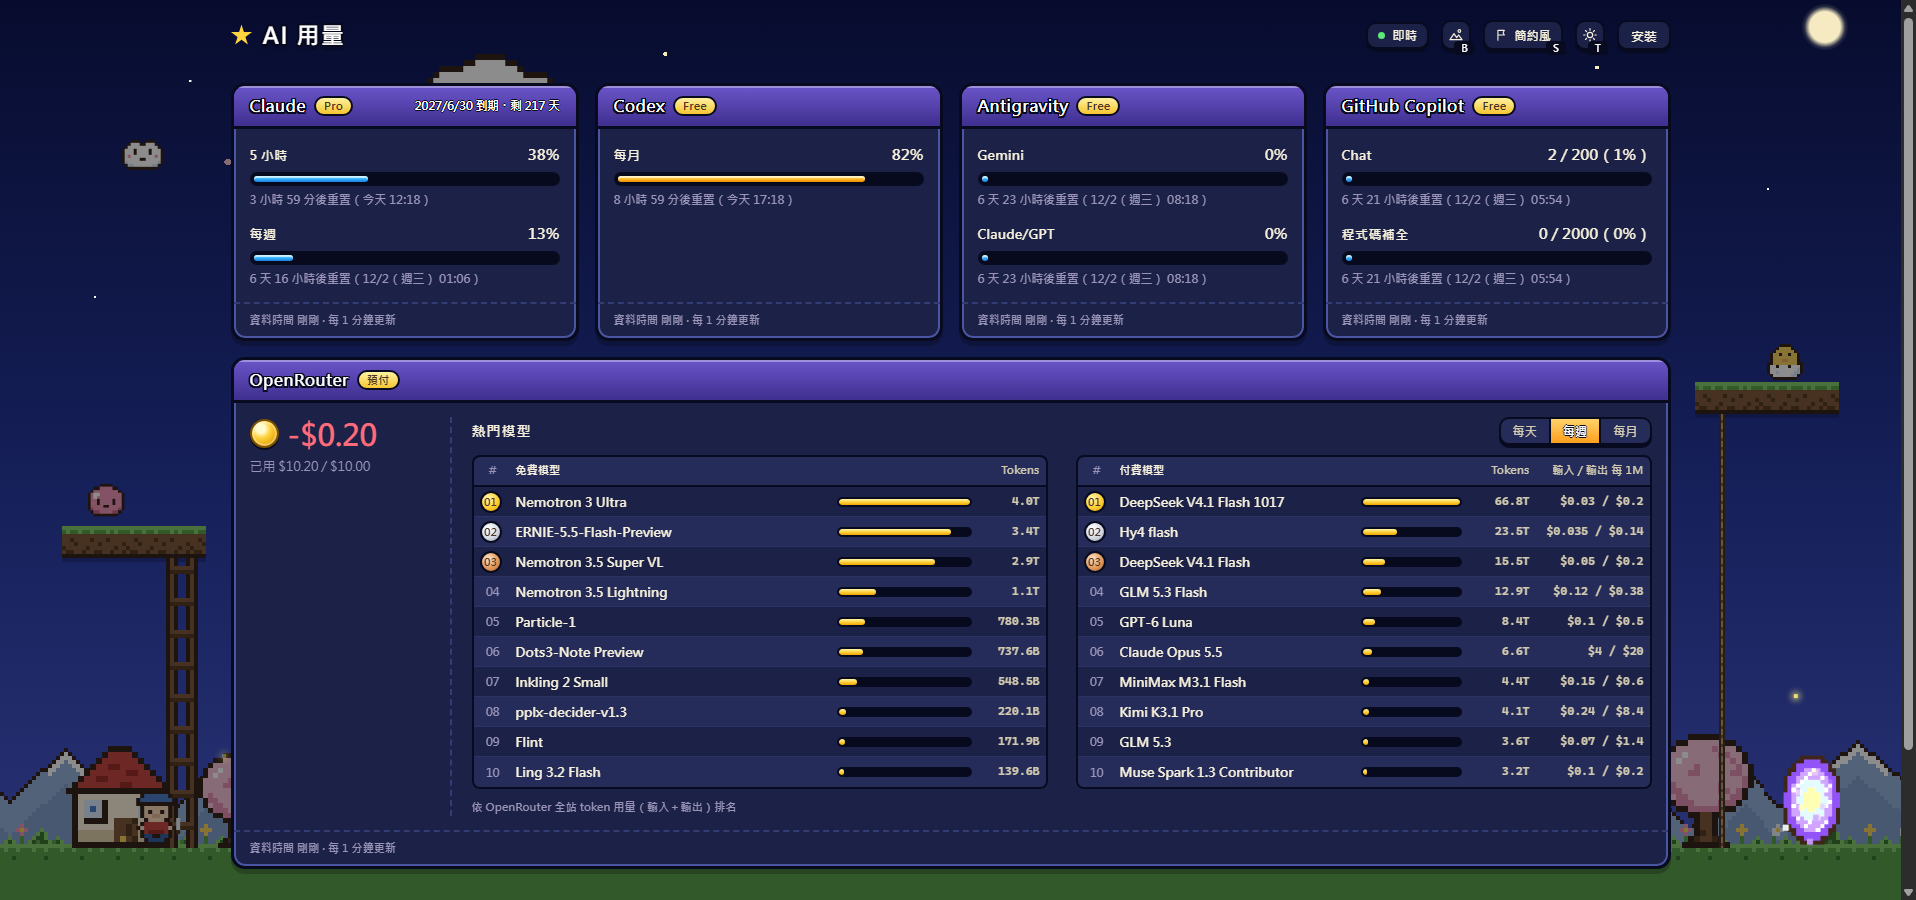 ★ AI 用量
即時
B
簡約風
S
T
安裝
Claude Pro 2027/6/30 到期 · 剩 217 天
5 小時 38%
3 小時 59 分後重置 ( 今天 12:18 )
每週 13%
6 天 16 小時後重置 ( 12/2 ( 週三 ) 01:06 )
資料時間 剛剛 · 每 1 分鐘更新
Codex Free
每月 82%
8 小時 59 分後重置 ( 今天 17:18 )
資料時間 剛剛 · 每 1 分鐘更新
Antigravity Free
Gemini 0%
6 天 23 小時後重置 ( 12/2 ( 週三 ) 08:18 )
Claude/GPT 0%
6 天 23 小時後重置 ( 12/2 ( 週三 ) 08:18 )
資料時間 剛剛 · 每 1 分鐘更新
GitHub Copilot Free
Chat 2 / 200 ( 1% )
6 天 21 小時後重置 ( 12/2 ( 週三 ) 05:54 )
程式碼補全 0 / 2000 ( 0% )
6 天 21 小時後重置 ( 12/2 ( 週三 ) 05:54 )
資料時間 剛剛 · 每 1 分鐘更新
OpenRouter 預付
-$0.20
已用 $10.20 / $10.00
熱門模型
每天 每週 每月
# 免費模型 Tokens
01 Nemotron 3 Ultra 4.0T
02 ERNIE-5.5-Flash-Preview 3.4T
03 Nemotron 3.5 Super VL 2.9T
04 Nemotron 3.5 Lightning 1.1T
05 Particle-1 780.3B
06 Dots3-Note Preview 737.6B
07 Inkling 2 Small 548.5B
08 pplx-decider-v1.3 220.1B
09 Flint 171.9B
10 Ling 3.2 Flash 139.6B
# 付費模型 Tokens 輸入 / 輸出 每 1M
01 DeepSeek V4.1 Flash 1017 66.8T $0.03 / $0.2
02 Hy4 flash 23.5T $0.035 / $0.14
03 DeepSeek V4.1 Flash 15.5T $0.05 / $0.2
04 GLM 5.3 Flash 12.9T $0.12 / $0.38
05 GPT-6 Luna 8.4T $0.1 / $0.5
06 Claude Opus 5.5 6.6T $4 / $20
07 MiniMax M3.1 Flash 4.4T $0.15 / $0.6
08 Kimi K3.1 Pro 4.1T $0.24 / $8.4
09 GLM 5.3 3.6T $0.07 / $1.4
10 Muse Spark 1.3 Contributor 3.2T $0.1 / $0.2
依 OpenRouter 全站 token 用量 ( 輸入 + 輸出 ) 排名
資料時間 剛剛 · 每 1 分鐘更新